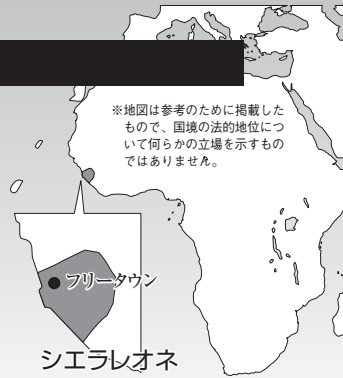 ※地図は参考のために掲載した
もので、国境の法的地位につ
いて何らかの立場を示すもの
ではありません。
フリータウン
シエラレオネ